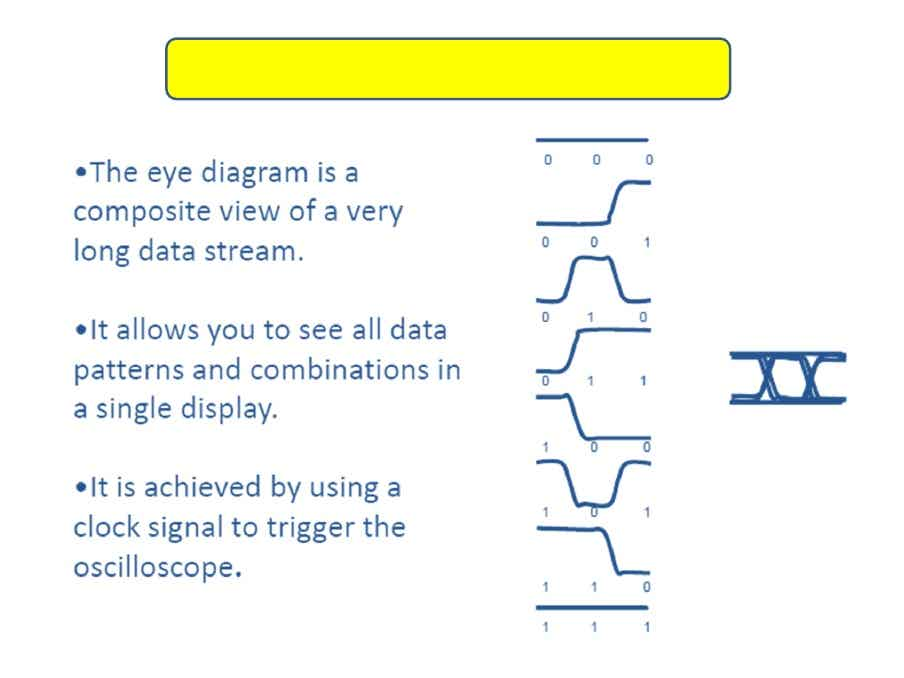 •The eye diagram is a
composite view of a very
long data stream.
•It allows you to see all data
patterns and combinations in
a single display.
•It is achieved by using a
clock signal to trigger the
oscilloscope.
0 0 0
0 0 1
0 1 0
0 1 1
1 0 0
1 0 1
1 1 0
1 1 1